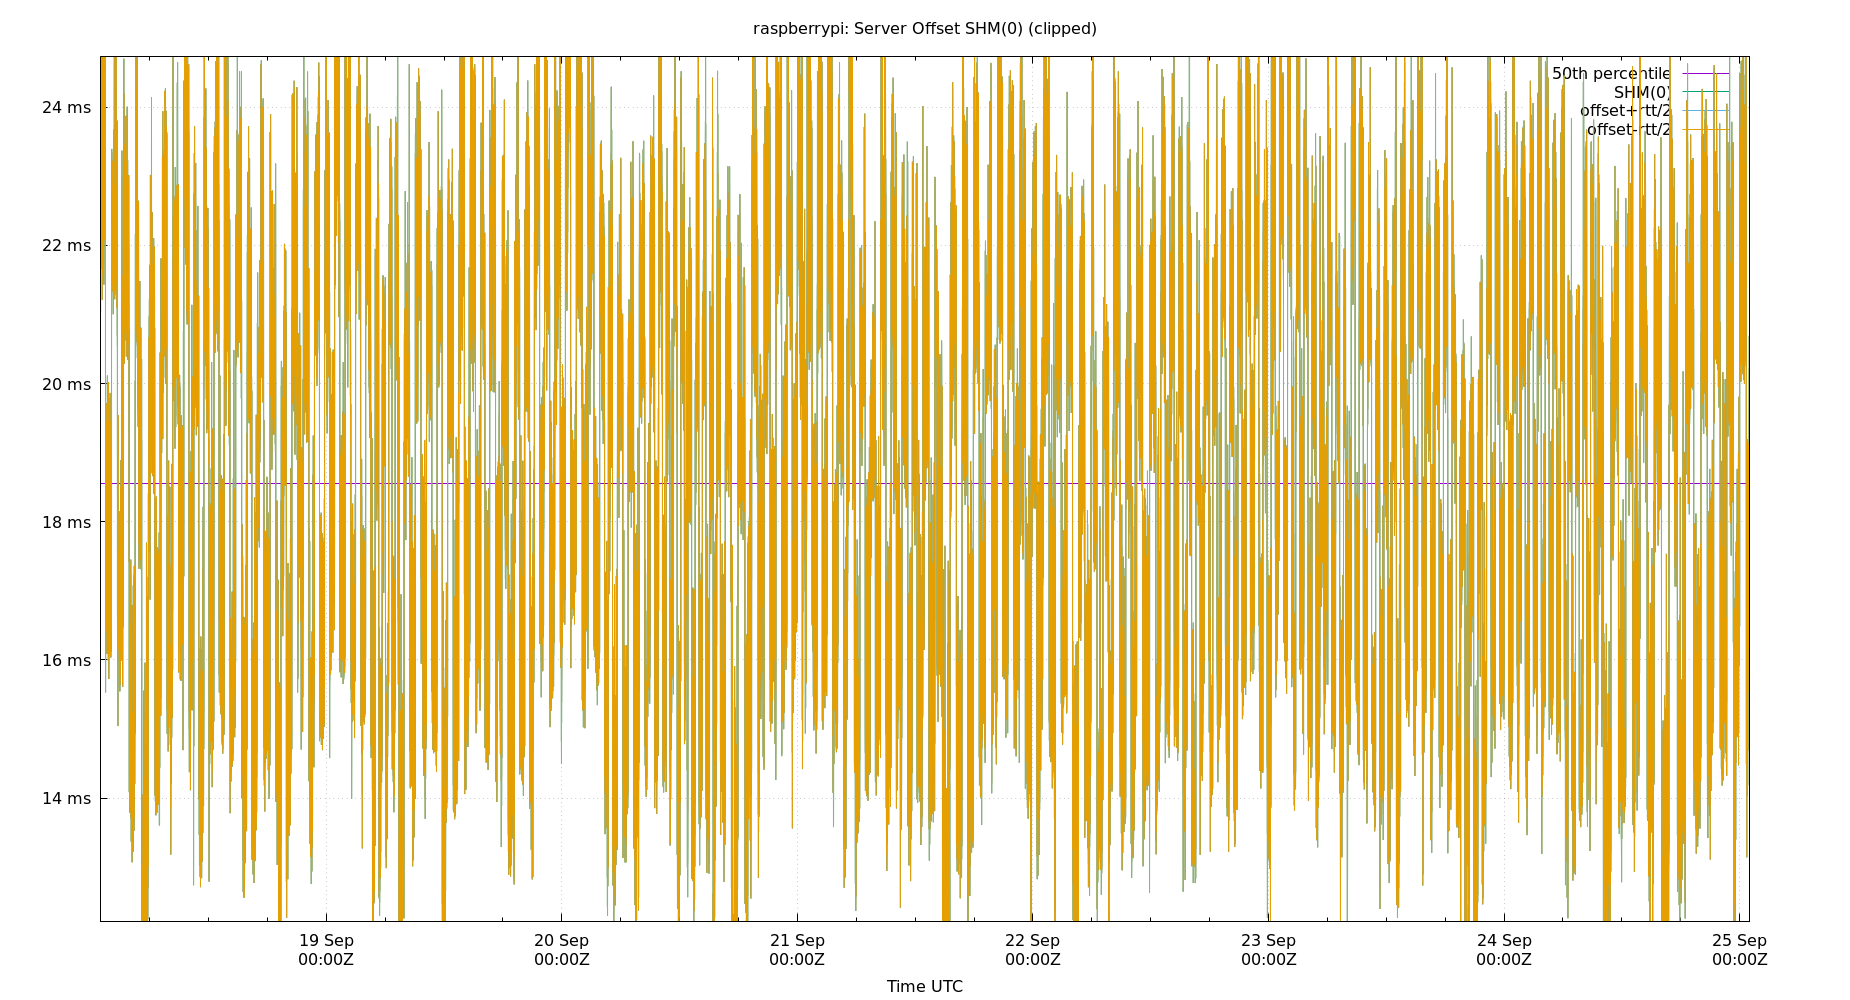 raspberrypi: Server Offset SHM(0) (clipped)
50th percentile
SHM(0)
offset+rtt/2
offset-rtt/2
24 ms
22 ms
20 ms
18 ms
16 ms
14 ms
19 Sep 20 Sep 21 Sep 22 Sep 23 Sep 24 Sep 25 Sep
00:00Z 00:00Z 00:00Z 00:00Z 00:00Z 00:00Z 00:00Z
Time UTC